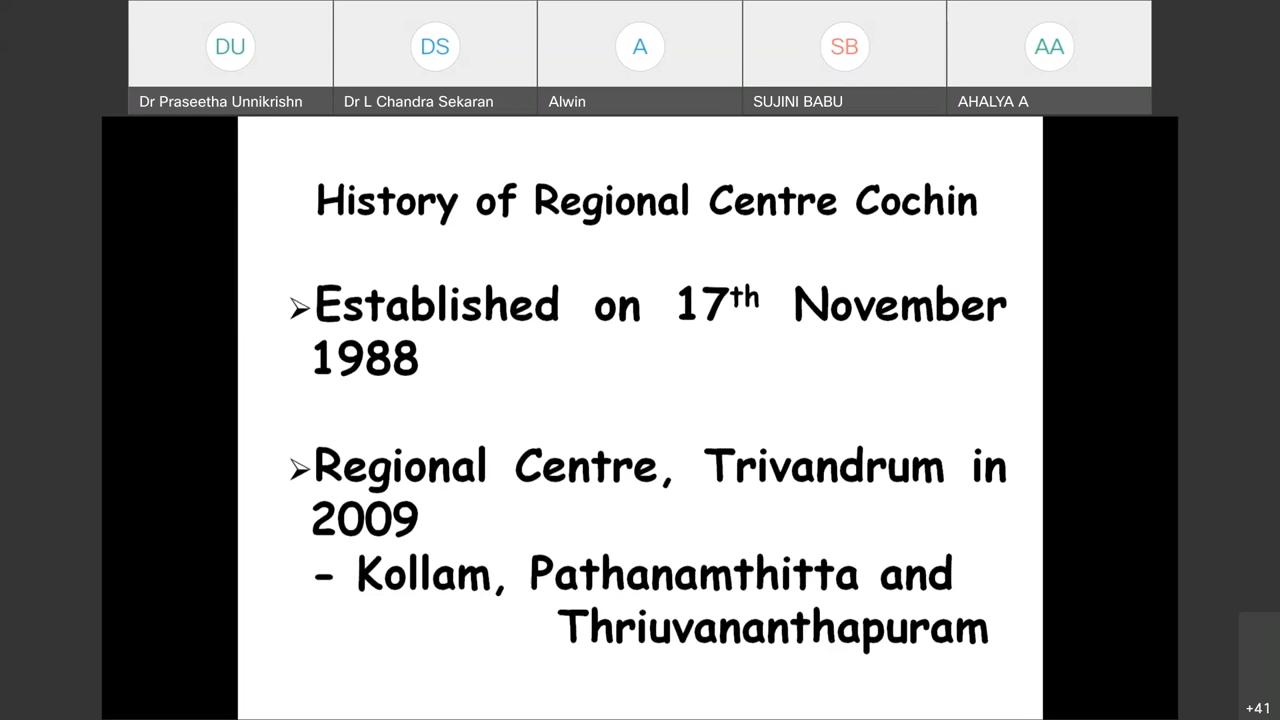 DU DS A SB AA
Dr Praseetha Unnikrishn Dr L Chandra Sekaran Alwin SUJINI BABU AHALYA A
History of Regional Centre Cochin
➢Established on 17th November
1988
➢Regional Centre, Trivandrum in
2009
- Kollam, Pathanamthitta and
Thriuvananthapuram
+41